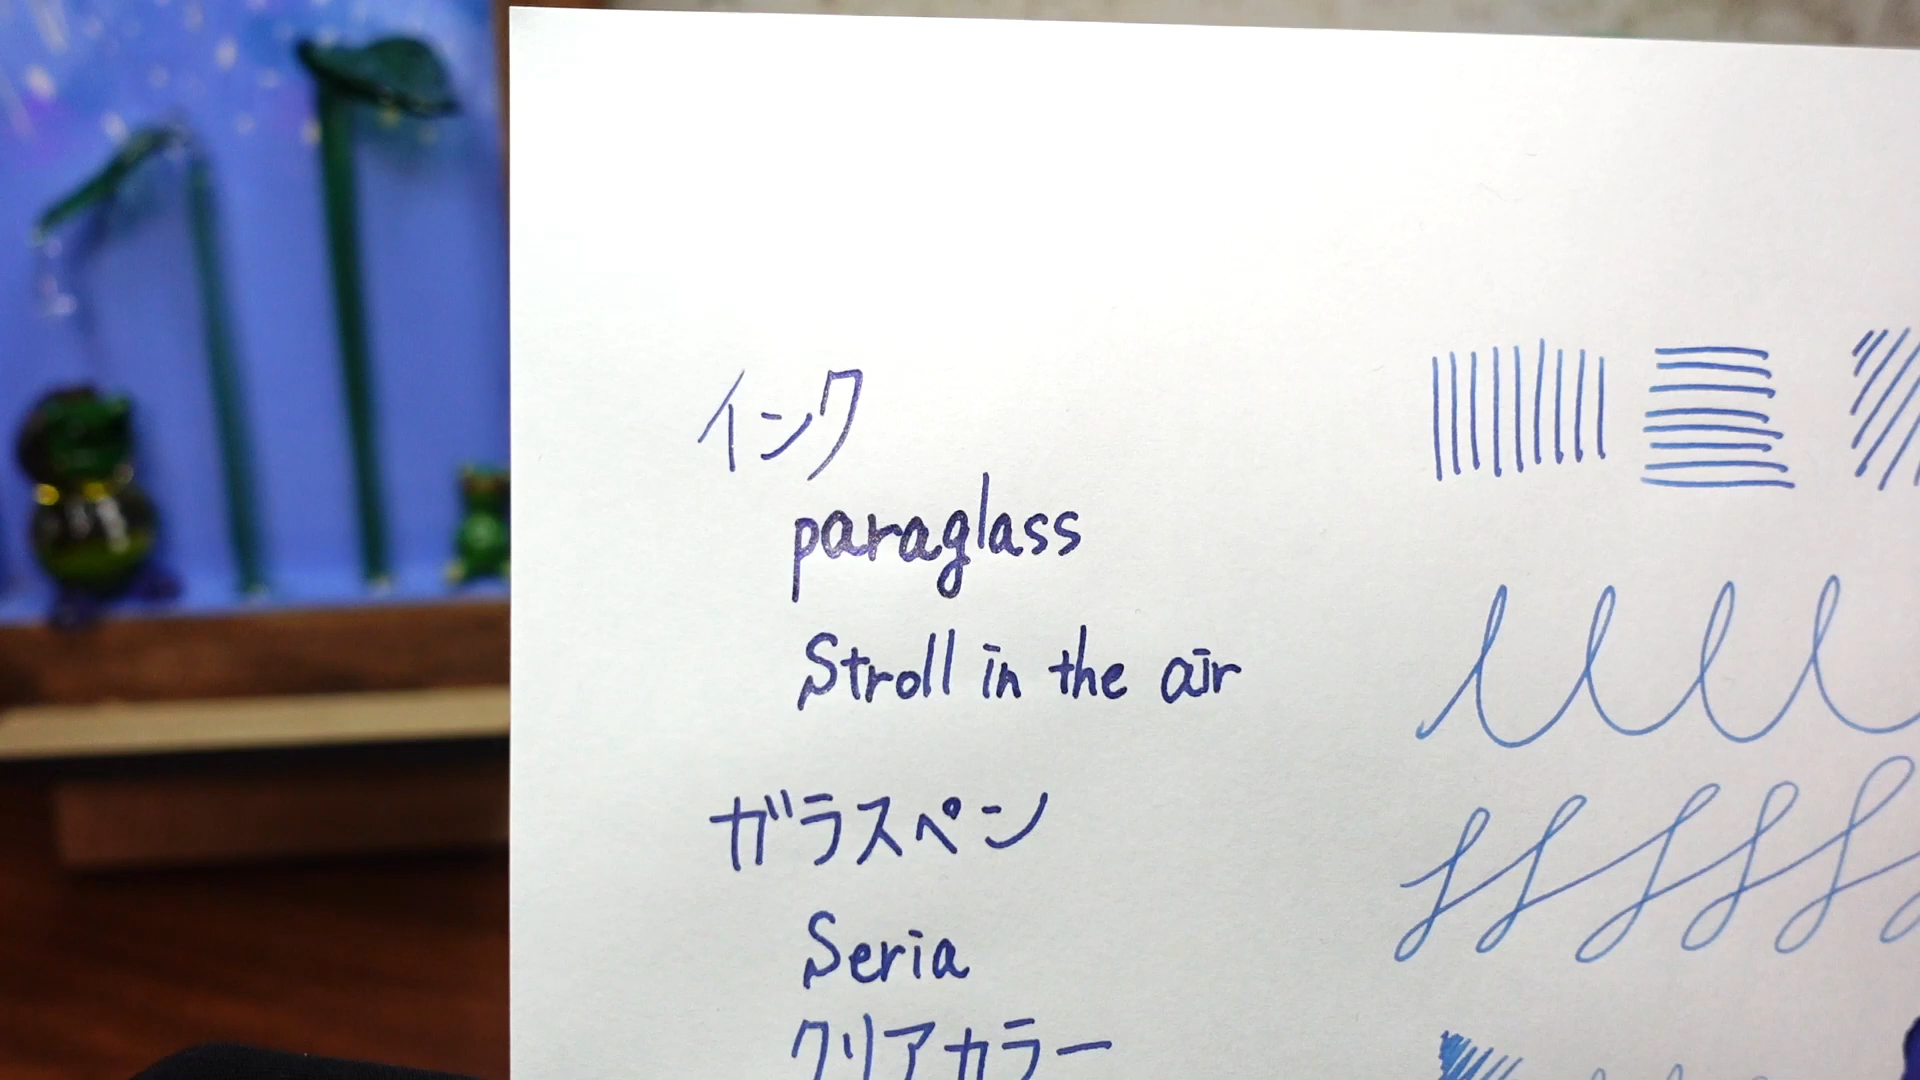 インク
paraglass
Stroll in the air
ガラスペン
Seria
クリアカラー